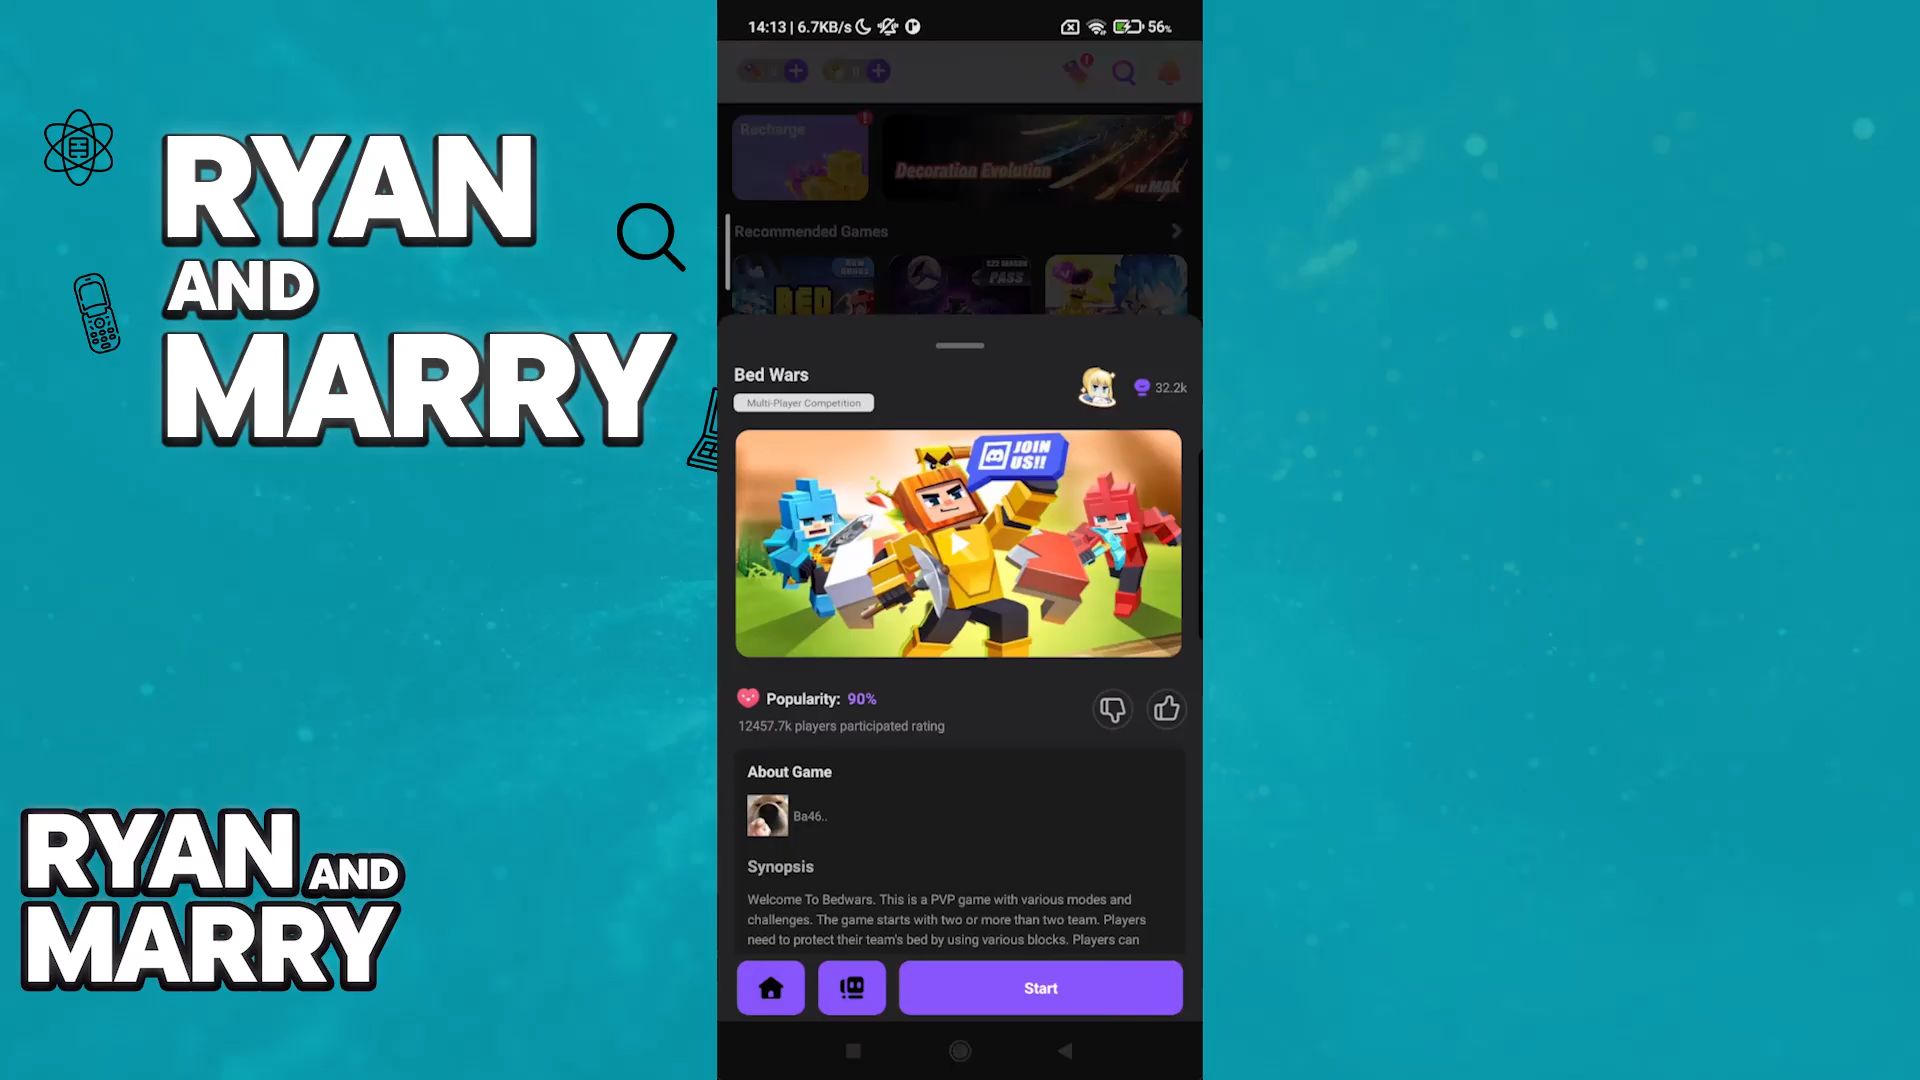 RYAN
AND
MARRY
RYAN AND
MARRY
14:13 | 6.7KB/s
56%
Recharge
Decoration Evolution
LV.MAX
Recommended Games
BED
PASS
Bed Wars
Multi-Player Competition
32.2k
JOIN
US!!
Popularity: 90%
12457.7k players participated rating
About Game
Ba46..
Synopsis
Welcome To Bedwars. This is a PVP game with various modes and
challenges. The game starts with two or more than two team. Players
need to protect their team's bed by using various blocks. Players can
Start